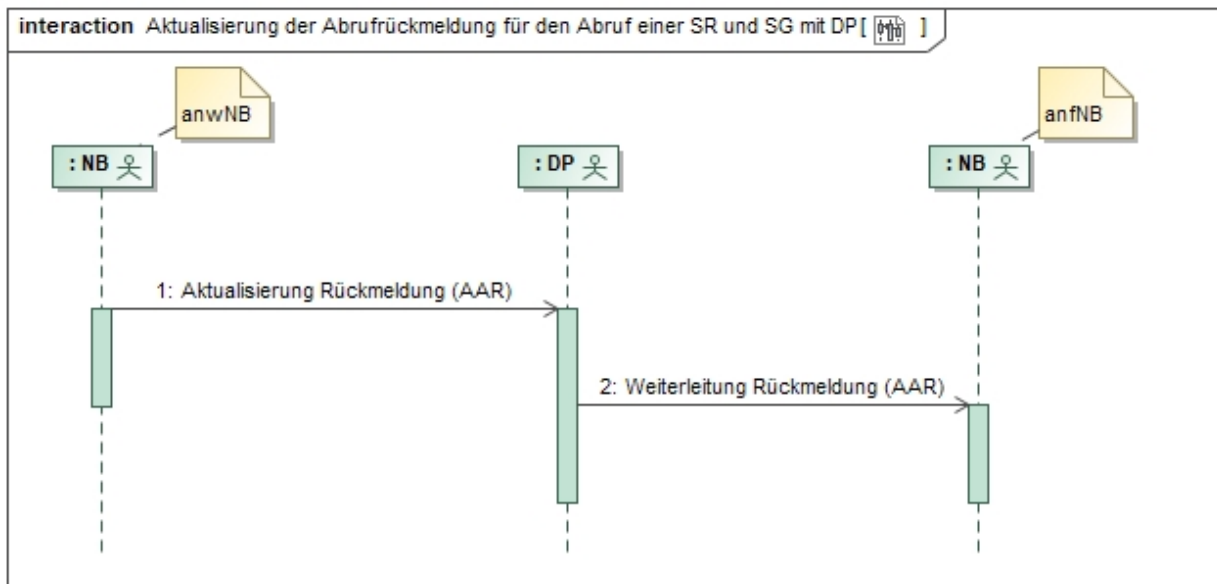 interaction Aktualisierung der Abrufrückmeldung für den Abruf einer SR und SG mit DP[ ]
anwNB
anfNB
: NB
: DP
: NB
1: Aktualisierung Rückmeldung (AAR)
2: Weiterleitung Rückmeldung (AAR)